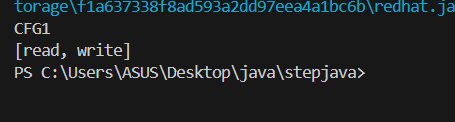 torage\f1a637338f8ad593a2dd97eea4a1bc6b\redhat.ja
CFG1
[read, write]
PS C:\Users\ASUS\Desktop\java\stepjava>